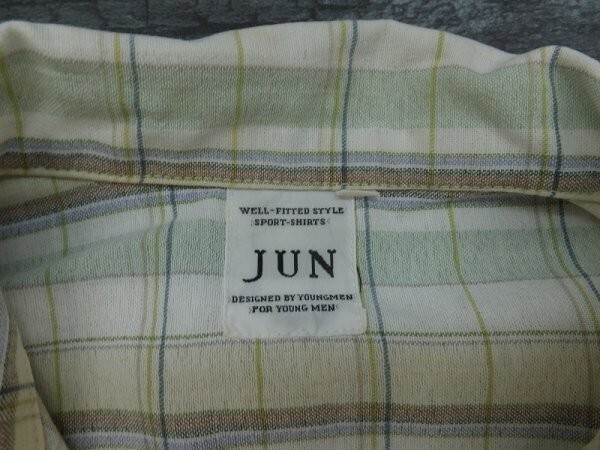 WELL-FITTED STYLE
SPORT-SHIRTS
JUN
DESIGNED BY YOUNGMEN
FOR YOUNG MEN